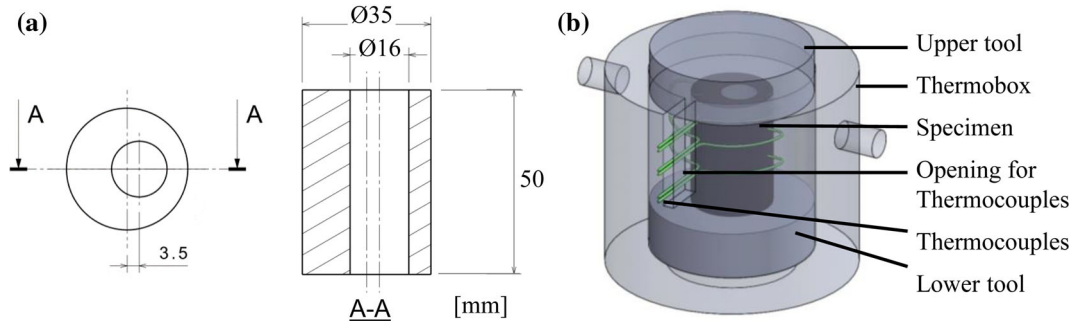 (a)
A
A
3.5
Ø35
Ø16
50
A-A
[mm]
(b)
Upper tool
Thermobox
Specimen
Opening for
Thermocouples
Thermocouples
Lower tool